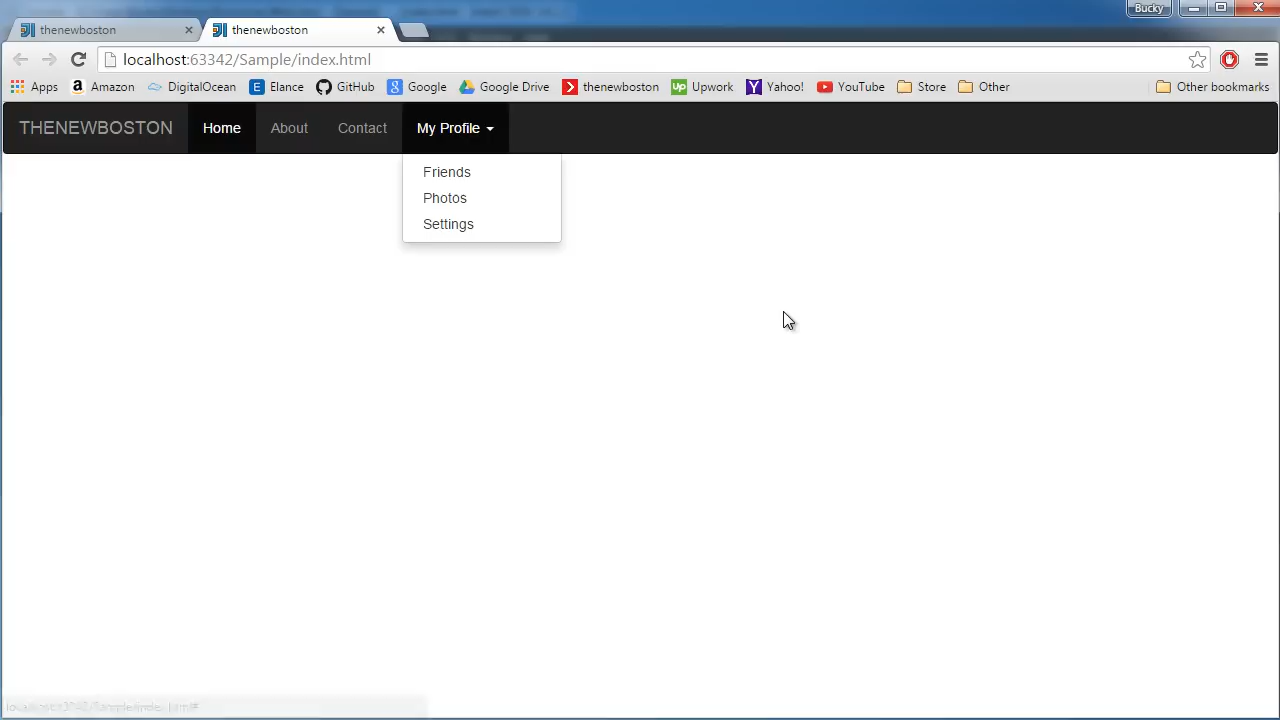 Bucky
thenewboston thenewboston
localhost:63342/Sample/index.html
Apps Amazon DigitalOcean Elance GitHub Google Google Drive thenewboston Upwork Yahoo! YouTube Store Other Other bookmarks
THENEWBOSTON Home About Contact My Profile
Friends
Photos
Settings